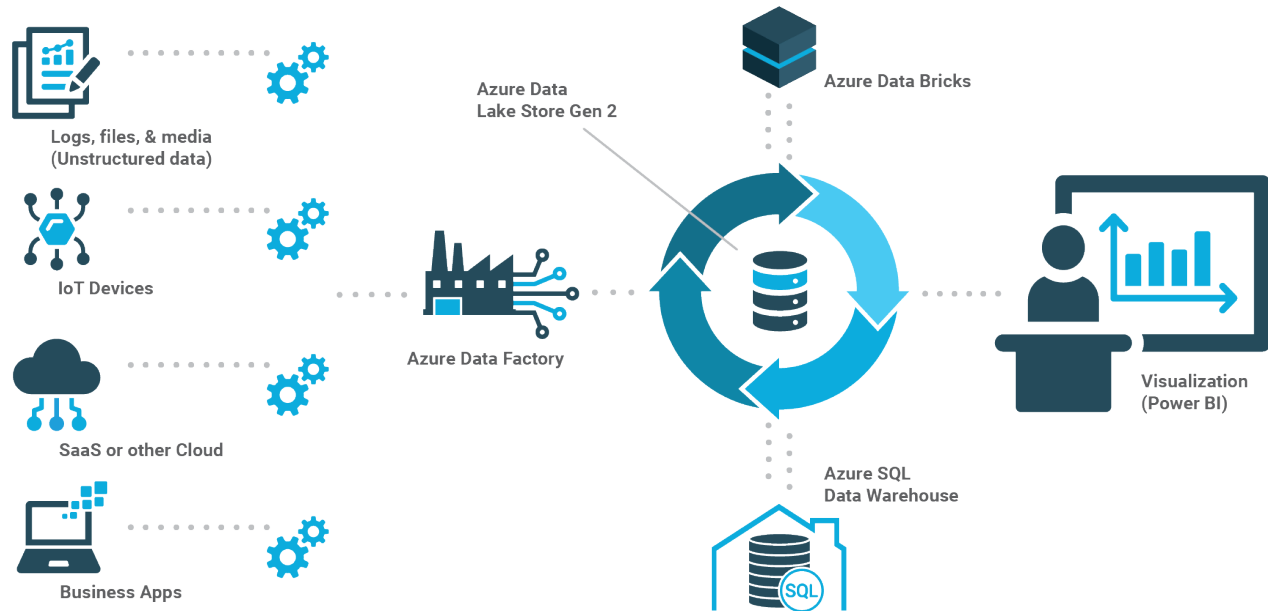 Logs, files, & media
(Unstructured data)
IoT Devices
SaaS or other Cloud
Business Apps
Azure Data Factory
Azure Data
Lake Store Gen 2
Azure Data Bricks
Azure SQL
Data Warehouse
SQL
Visualization
(Power BI)